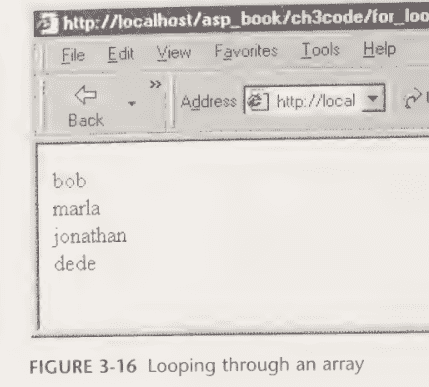 http://localhost/asp_book/ch3code/for_loo
File Edit View Favorites Tools Help
Back
»
Address http://local
bob
marla
jonathan
dede
FIGURE 3-16 Looping through an array